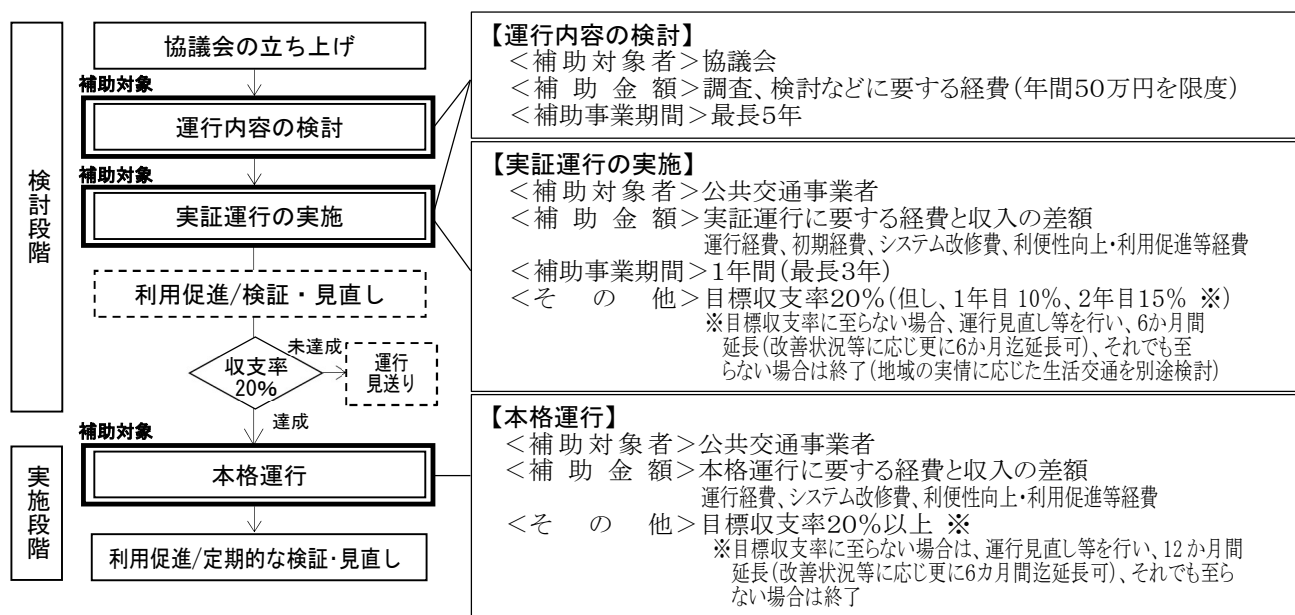 検討段階
協議会の立ち上げ
補助対象
運行内容の検討
補助対象
実証運行の実施
利用促進/検証・見直し
収支率
20%
未達成
運行
見送り
達成
実施段階
補助対象
本格運行
利用促進/定期的な検証・見直し
【運行内容の検討】
<補助対象者>協議会
<補助金額>調査、検討などに要する経費(年間50万円を限度)
<補助事業期間>最長5年
【実証運行の実施】
<補助対象者>公共交通事業者
<補助金額>実証運行に要する経費と収入の差額
運行経費、初期経費、システム改修費、利便性向上・利用促進等経費
<補助事業期間>1年間(最長3年)
<その他>目標収支率20%(但し、1年目 10%、2年目15% ※)
※目標収支率に至らない場合、運行見直し等を行い、6か月間
延長(改善状況等に応じ更に6か月迄延長可)、それでも至
らない場合は終了(地域の実情に応じた生活交通を別途検討)
【本格運行】
<補助対象者>公共交通事業者
<補助金額>本格運行に要する経費と収入の差額
運行経費、システム改修費、利便性向上・利用促進等経費
<その他>目標収支率20%以上 ※
※目標収支率に至らない場合は、運行見直し等を行い、12か月間
延長(改善状況等に応じ更に6カ月間迄延長可)、それでも至ら
ない場合は終了